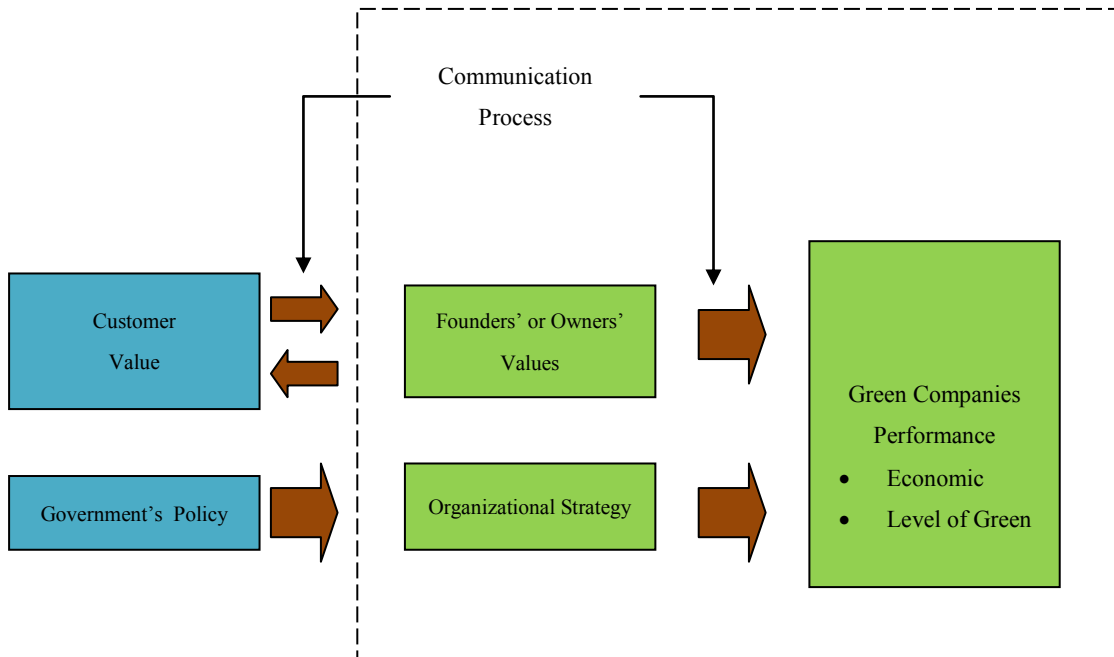 Communication
Process
Customer
Value
Founders’ or Owners’
Values
Green Companies
Performance
• Economic
• Level of Green
Government’s Policy
Organizational Strategy